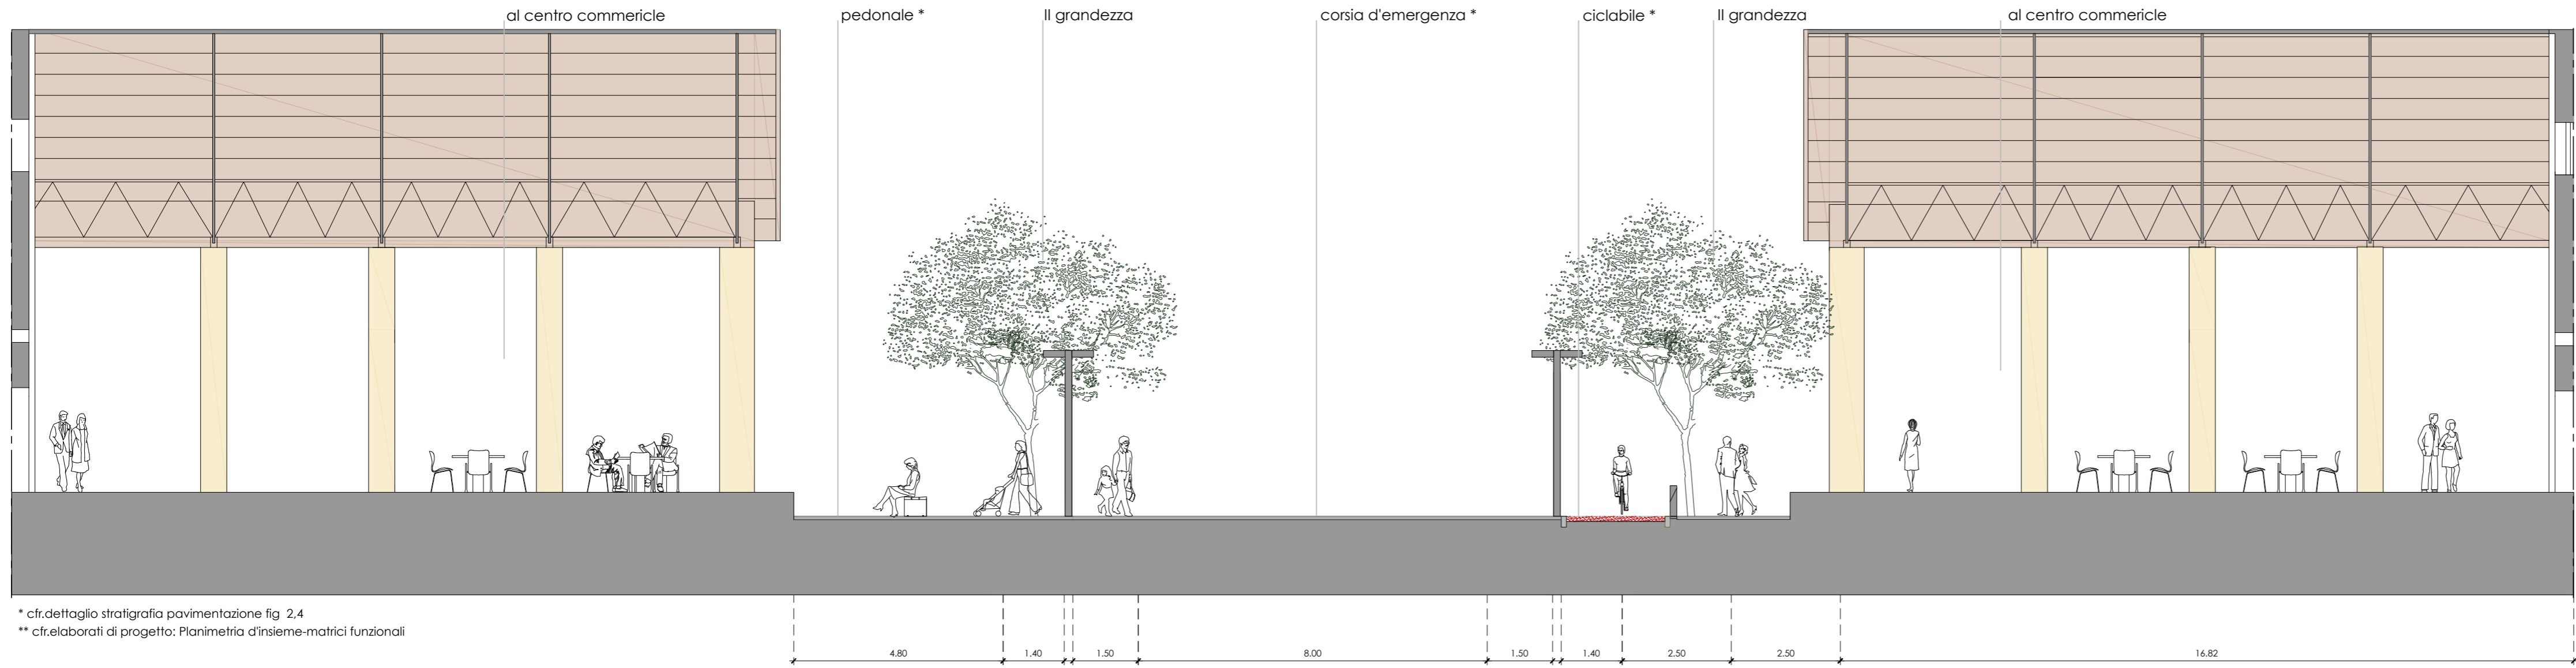 al centro commericle
pedonale *
II grandezza
corsia d'emergenza *
ciclabile *
II grandezza
al centro commericle
* cfr.dettaglio stratigrafia pavimentazione fig 2,4
** cfr.elaborati di progetto: Planimetria d'insieme-matrici funzionali
4.80
1.40
1.50
8.00
1.50
1.40
2.50
2.50
16.82